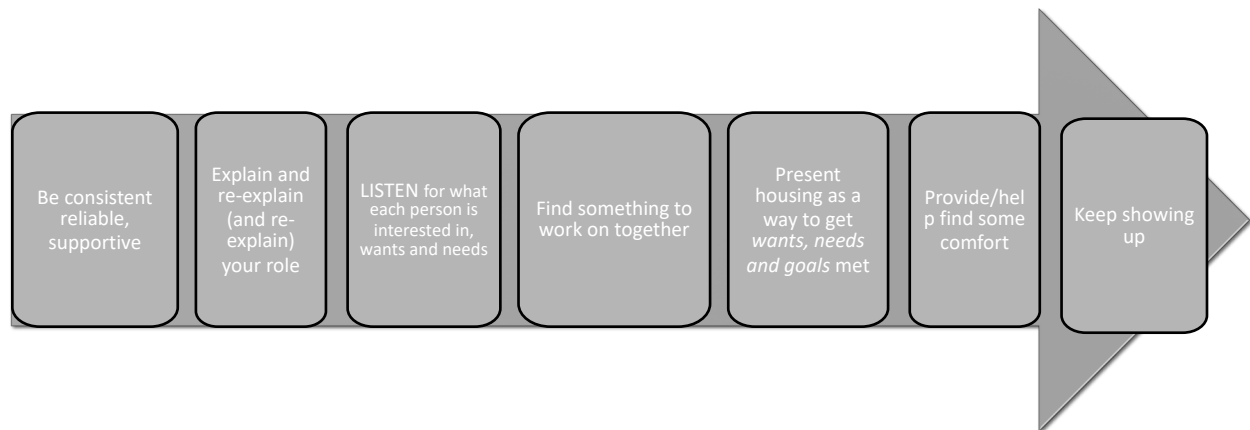 Be consistent
reliable,
supportive
Explain and
re-explain
(and re-
explain)
your role
LISTEN for what
each person is
interested in,
wants and needs
Find something to
work on together
Present
housing as a
way to get
wants, needs
and goals met
Provide/hel
p find some
comfort
Keep showing
up